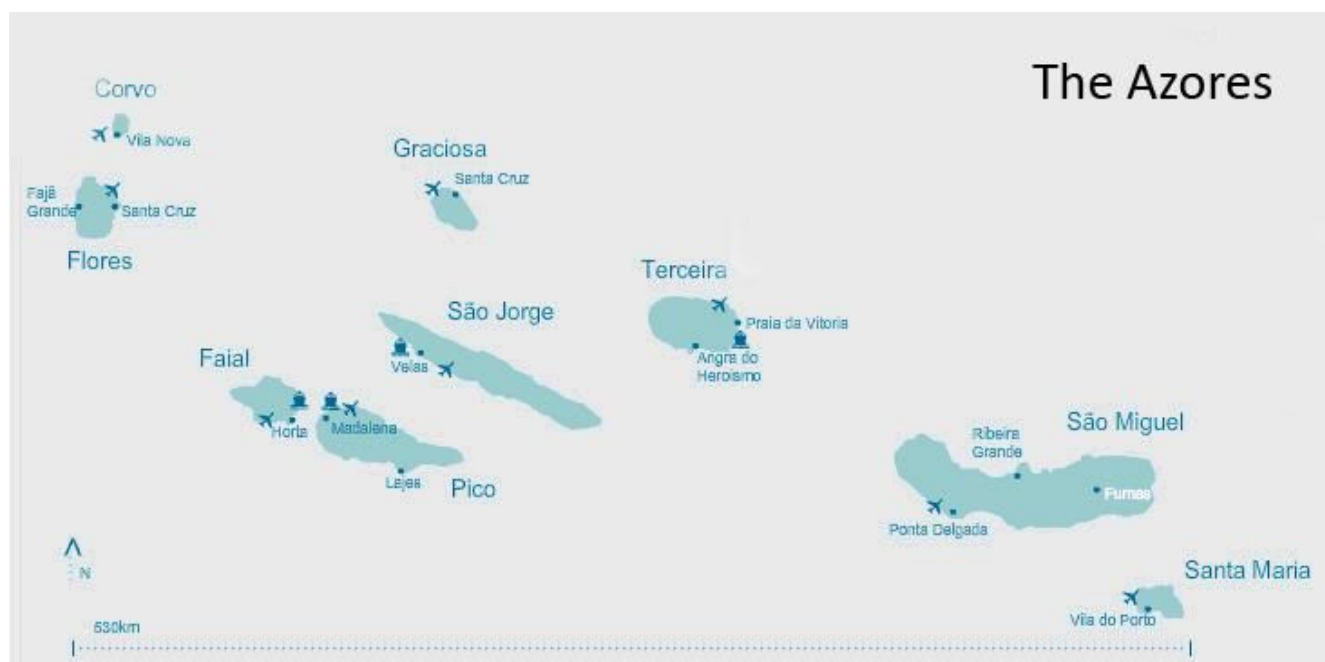 The Azores
Corvo
Vila Nova
Graciosa
Santa Cruz
Fajã
Grande
Santa Cruz
Flores
Terceira
São Jorge
Praia da Vitoria
Velas
Angra do
Heroismo
Faial
Horta
Madalena
Lajes
Pico
São Miguel
Ribeira
Grande
Furnas
Ponta Delgada
N
Santa Maria
Vila do Porto
530km